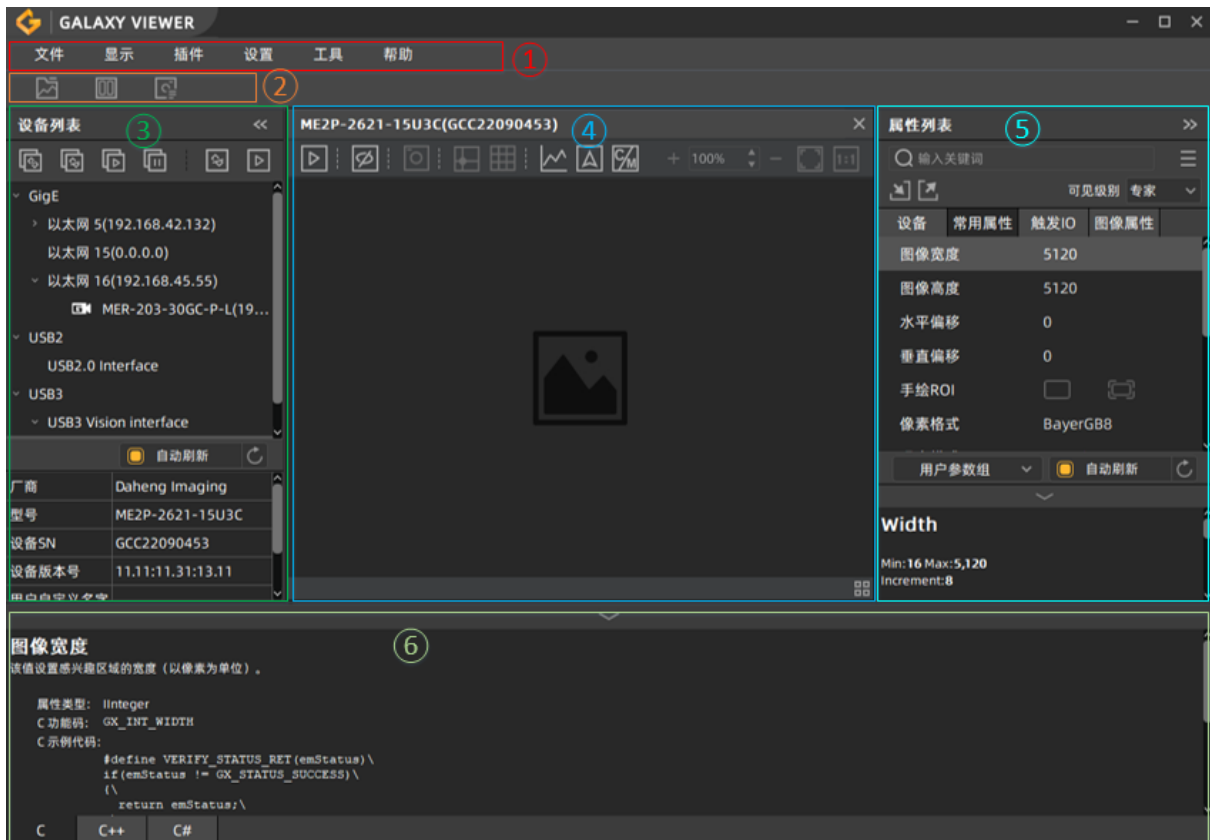 GALAXY VIEWER
文件 显示 插件 设置 工具 帮助 ①
②
设备列表 ③
GigE
以太网 5(192.168.42.132)
以太网 15(0.0.0.0)
以太网 16(192.168.45.55)
MER-203-30GC-P-L(19...
USB2
USB2.0 Interface
USB3
USB3 Vision interface
自动刷新
厂商 Daheng Imaging
型号 ME2P-2621-15U3C
设备SN GCC22090453
设备版本号 11.11:11.31:13.11
用户自定义名字
ME2P-2621-15U3C(GCC22090453) ④
C/M 100% 1:1
属性列表 ⑤
输入关键词
可见级别 专家
设备 常用属性 触发IO 图像属性
图像宽度 5120
图像高度 5120
水平偏移 0
垂直偏移 0
手绘ROI
像素格式 BayerGB8
用户参数组 自动刷新
Width
Min:16 Max:5,120
Increment:8
⑥
图像宽度
该值设置感兴趣区域的宽度（以像素为单位）。
属性类型: IInteger
C 功能码: GX_INT_WIDTH
C 示例代码:
#define VERIFY_STATUS_RET(emStatus)\
if(emStatus != GX_STATUS_SUCCESS)\
{\
return emStatus;\
C C++ C#